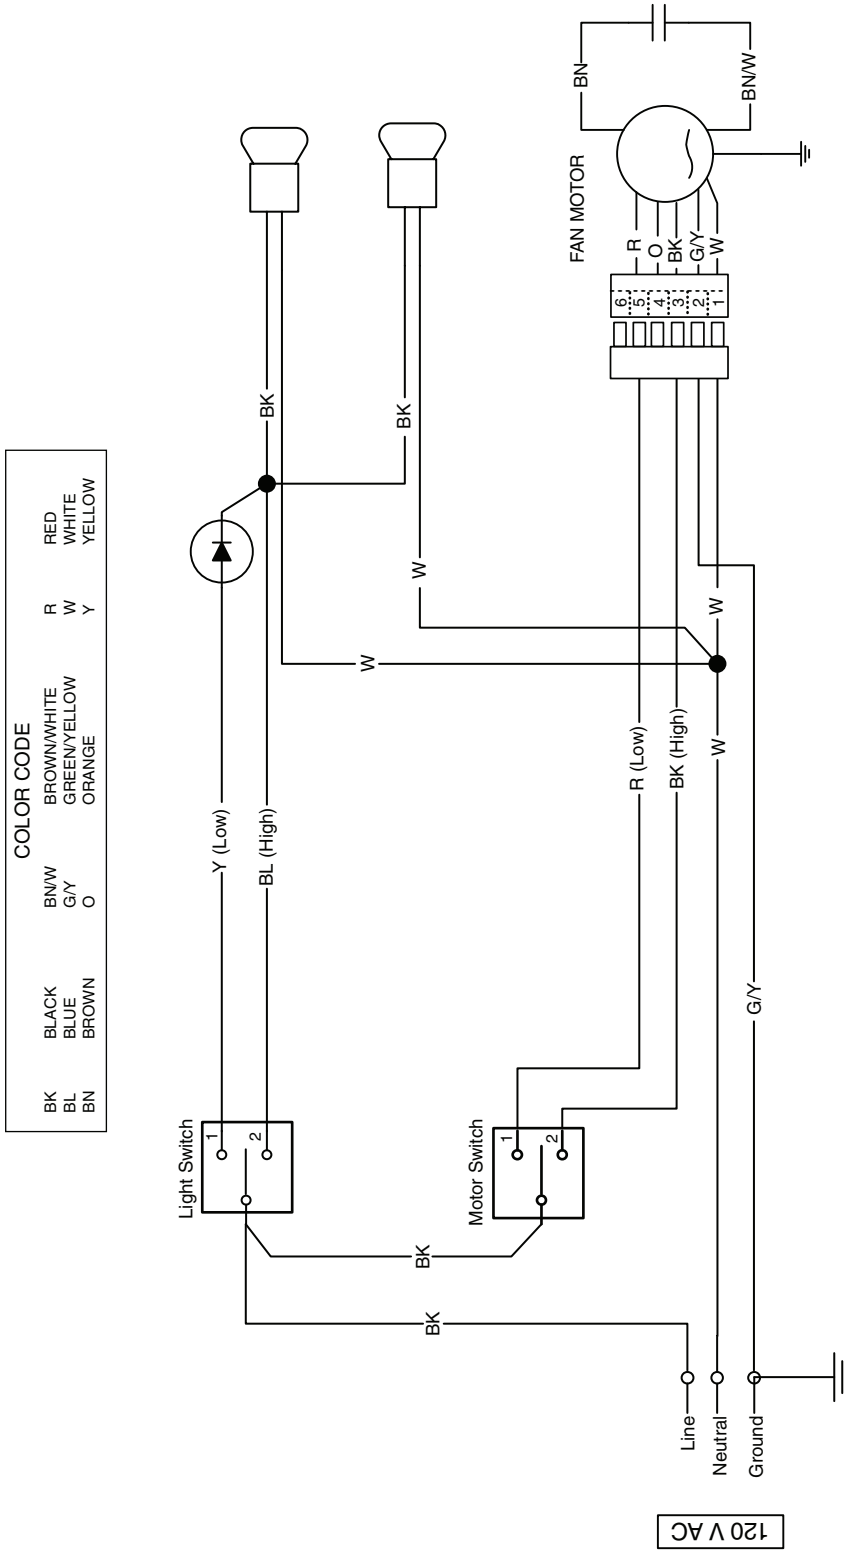 COLOR CODE
BK BLACK BN/W BROWN/WHITE R RED
BL BLUE G/Y GREEN/YELLOW W WHITE
BN BROWN O ORANGE Y YELLOW
Light Switch
1
2
Y (Low)
BL (High)
BK
BK
W
W
BK
BK
Motor Switch
1
2
R (Low)
BK (High)
W
W
G/Y
FAN MOTOR
6
5
4
3
2
1
R
O
BK
G/Y
W
BN
BN/W
Line
Neutral
Ground
120 V AC